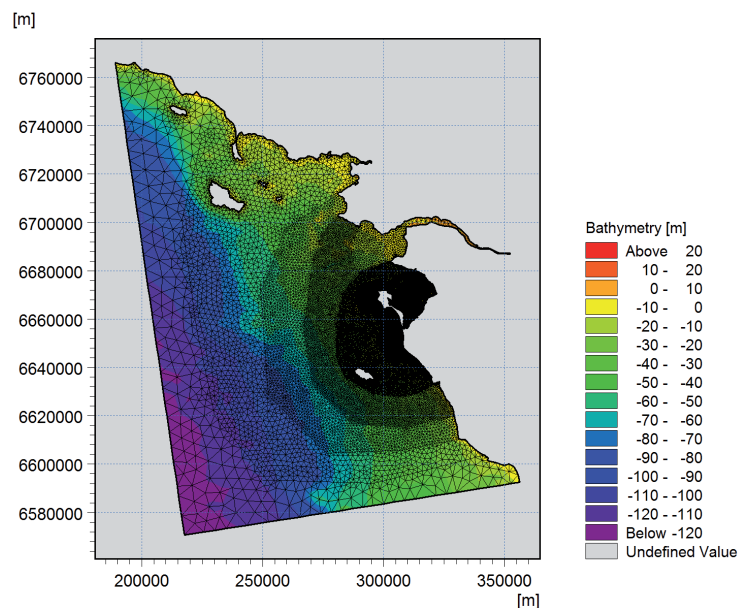 [m]
6760000
6740000
6720000
6700000
6680000
6660000
6640000
6620000
6600000
6580000
200000 250000 300000 350000
[m]
Bathymetry [m]
Above 20
10 - 20
0 - 10
-10 - 0
-20 - -10
-30 - -20
-40 - -30
-50 - -40
-60 - -50
-70 - -60
-80 - -70
-90 - -80
-100 - -90
-110 - -100
-120 - -110
Below -120
Undefined Value